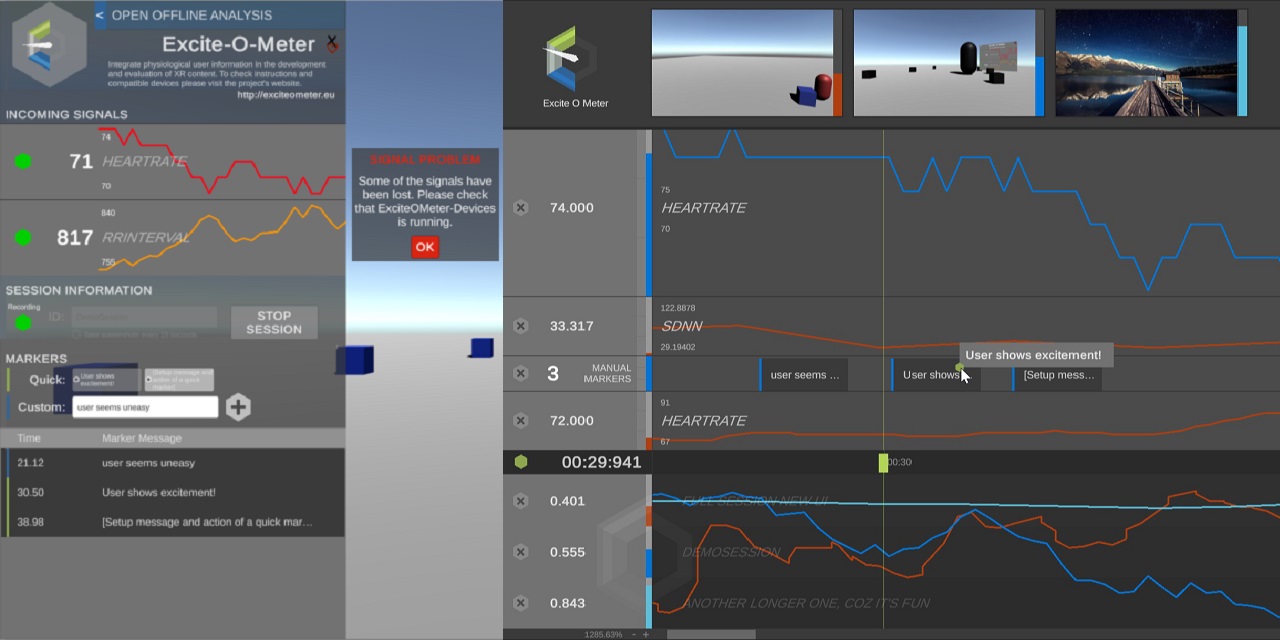 < OPEN OFFLINE ANALYSIS
Excite-O-Meter
Integrate physiological user information in the development
and evaluation of XR content. To check instructions and
compatible devices please visit the project's website.
http://exciteometer.eu
INCOMING SIGNALS
74
71 HEARTRATE
70
840
817 RRINTERVAL
755
SESSION INFORMATION
Recording
ID:
STOP
SESSION
MARKERS
Quick:
User shows
excitement!
[Setup message and
action of a quick
marker]
Custom: user seems uneasy +
Time Marker Message
21.12 user seems uneasy
30.50 User shows excitement!
38.98 [Setup message and action of a quick mar...
SIGNAL PROBLEM
Some of the signals have
been lost. Please check
that ExciteOMeter-Devices
is running.
OK
Excite O Meter
75
74.000 HEARTRATE
70
122.8878
33.317 SDNN
29.19402
User shows excitement!
3 MANUAL
MARKERS
user seems ...
User shows
[Setup mess...
91
72.000 HEARTRATE
67
00:29:941
00:30
0.401 FULL SESSION NEW UI
0.555 DEMOSESSION
0.843 ANOTHER LONGER ONE, COZ IT'S FUN
1285.63% - +